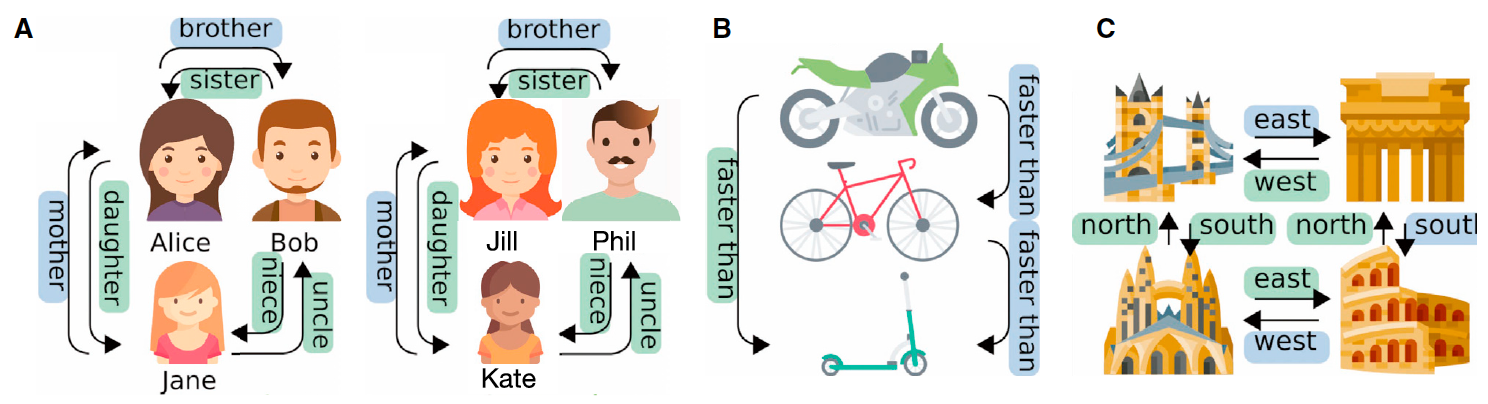 A
brother
sister
mother
daughter
Alice
Bob
niece
uncle
Jane
brother
sister
mother
daughter
Jill
Phil
niece
uncle
Kate
B
faster than
faster than
faster than
C
east
west
north
south
north
south
east
west